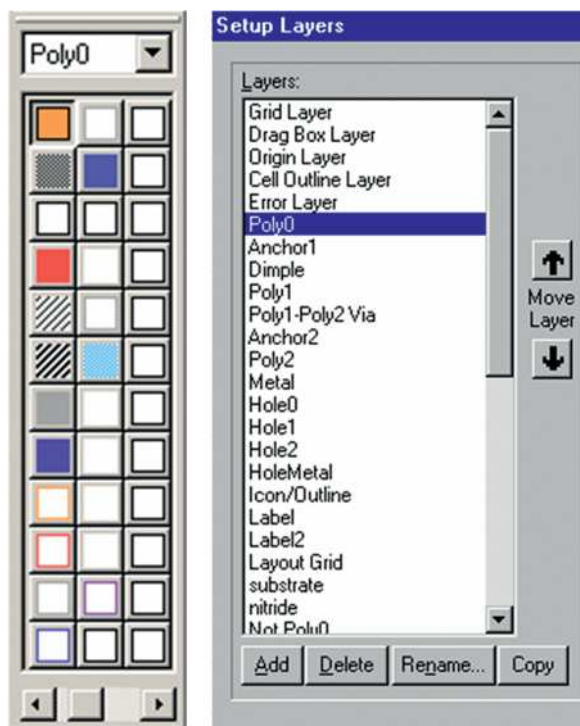 Poly0
Setup Layers
Layers:
Grid Layer
Drag Box Layer
Origin Layer
Cell Outline Layer
Error Layer
Poly0
Anchor1
Dimple
Poly1
Poly1-Poly2 Via
Anchor2
Poly2
Metal
Hole0
Hole1
Hole2
HoleMetal
Icon/Outline
Label
Label2
Layout Grid
substrate
nitride
Not Poly0
Move
Layer
Add Delete Rename... Copy